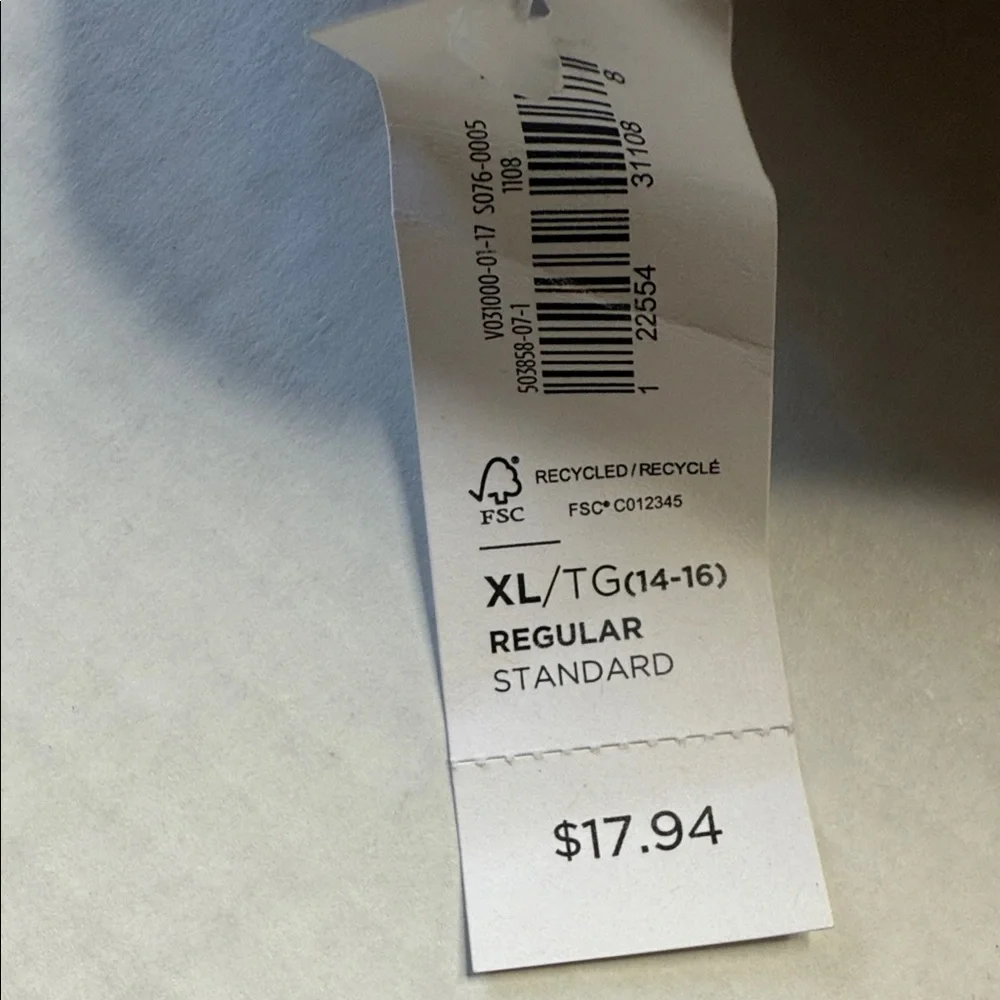 V031000-01-17 S076-0005
503858-07-1 1108
1 22554 31108 8
FSC®
RECYCLED/RECYCLÉ
FSC® C012345
XL/TG(14-16)
REGULAR
STANDARD
$17.94